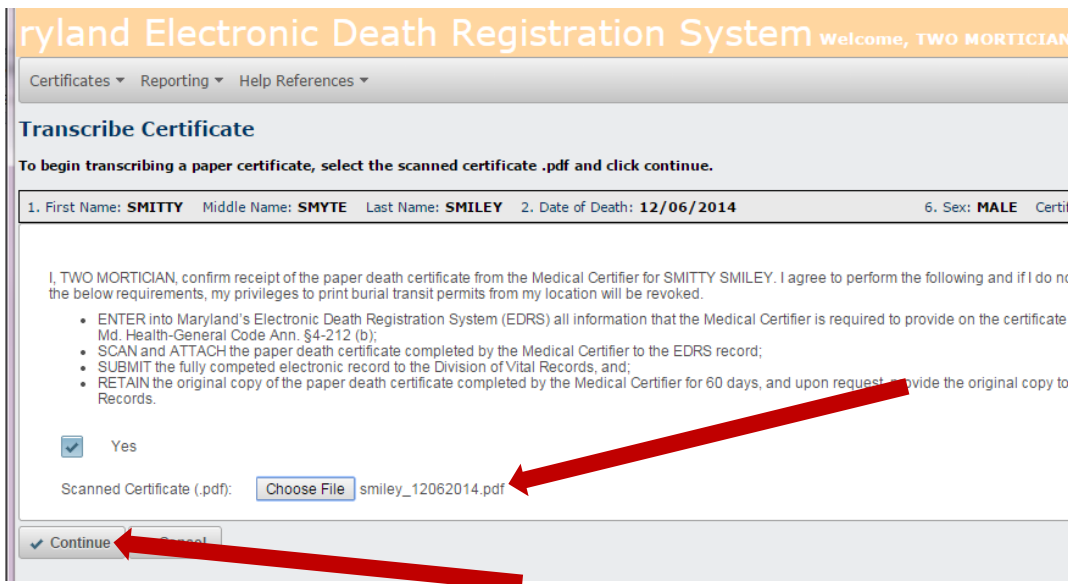 ryland Electronic Death Registration System Welcome, TWO MORTICIAN
Certificates Reporting Help References
Transcribe Certificate
To begin transcribing a paper certificate, select the scanned certificate .pdf and click continue.
1. First Name: SMITTY Middle Name: SMYTE Last Name: SMILEY 2. Date of Death: 12/06/2014 6. Sex: MALE Certif
I, TWO MORTICIAN, confirm receipt of the paper death certificate from the Medical Certifier for SMITTY SMILEY. I agree to perform the following and if I do no
the below requirements, my privileges to print burial transit permits from my location will be revoked.
• ENTER into Maryland's Electronic Death Registration System (EDRS) all information that the Medical Certifier is required to provide on the certificate
Md. Health-General Code Ann. §4-212 (b);
• SCAN and ATTACH the paper death certificate completed by the Medical Certifier to the EDRS record;
• SUBMIT the fully competed electronic record to the Division of Vital Records, and;
• RETAIN the original copy of the paper death certificate completed by the Medical Certifier for 60 days, and upon request, provide the original copy to
Records.
Yes
Scanned Certificate (.pdf): Choose File smiley_12062014.pdf
Continue